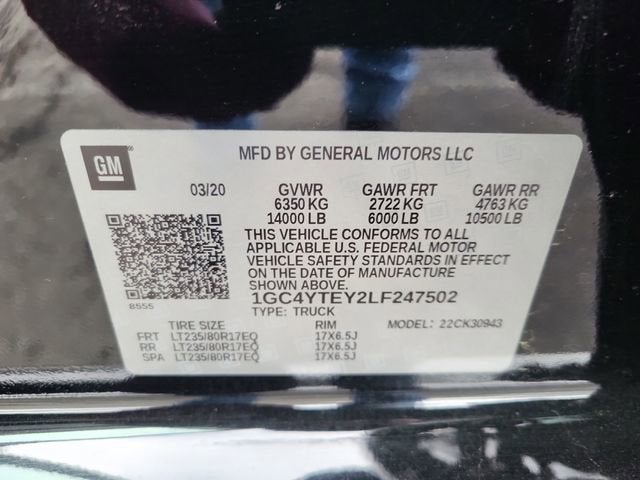 GM
MFD BY GENERAL MOTORS LLC
03/20 GVWR GAWR FRT GAWR RR
6350 KG 2722 KG 4763 KG
14000 LB 6000 LB 10500 LB
THIS VEHICLE CONFORMS TO ALL
APPLICABLE U.S. FEDERAL MOTOR
VEHICLE SAFETY STANDARDS IN EFFECT
ON THE DATE OF MANUFACTURE
SHOWN ABOVE.
8555
1GC4YTEY2LF247502
TYPE: TRUCK
TIRE SIZE RIM MODEL: 22CK30943
FRT LT235/80R17EQ 17X6.5J
RR LT235/80R17EQ 17X6.5J
SPA LT235/80R17EQ 17X6.5J